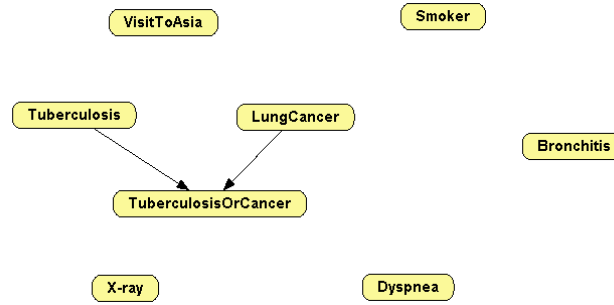 VisitToAsia
Smoker
Tuberculosis
LungCancer
Bronchitis
TuberculosisOrCancer
X-ray
Dyspnea